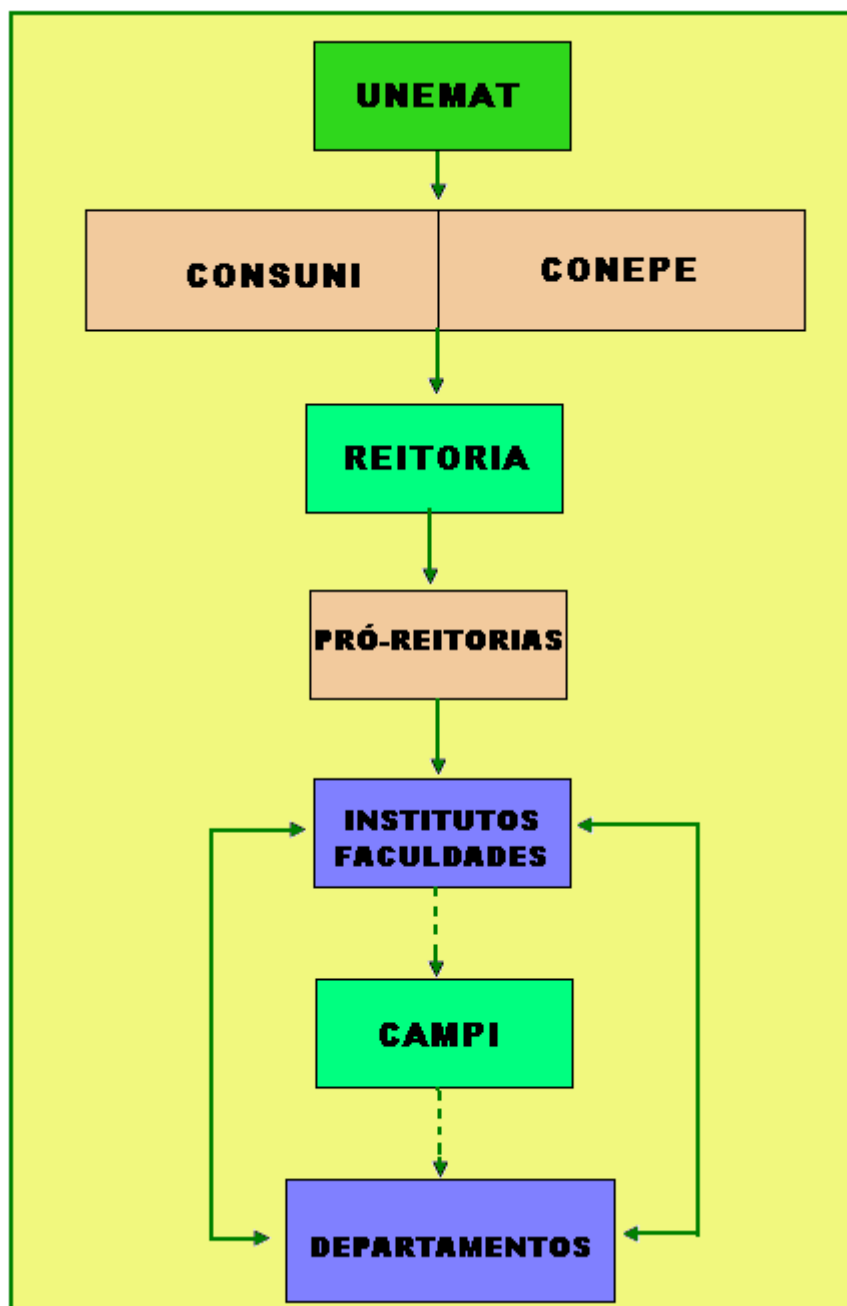 UNEMAT
CONSUNI
CONEPE
REITORIA
PRÓ-REITORIAS
INSTITUTOS
FACULDADES
CAMPI
DEPARTAMENTOS